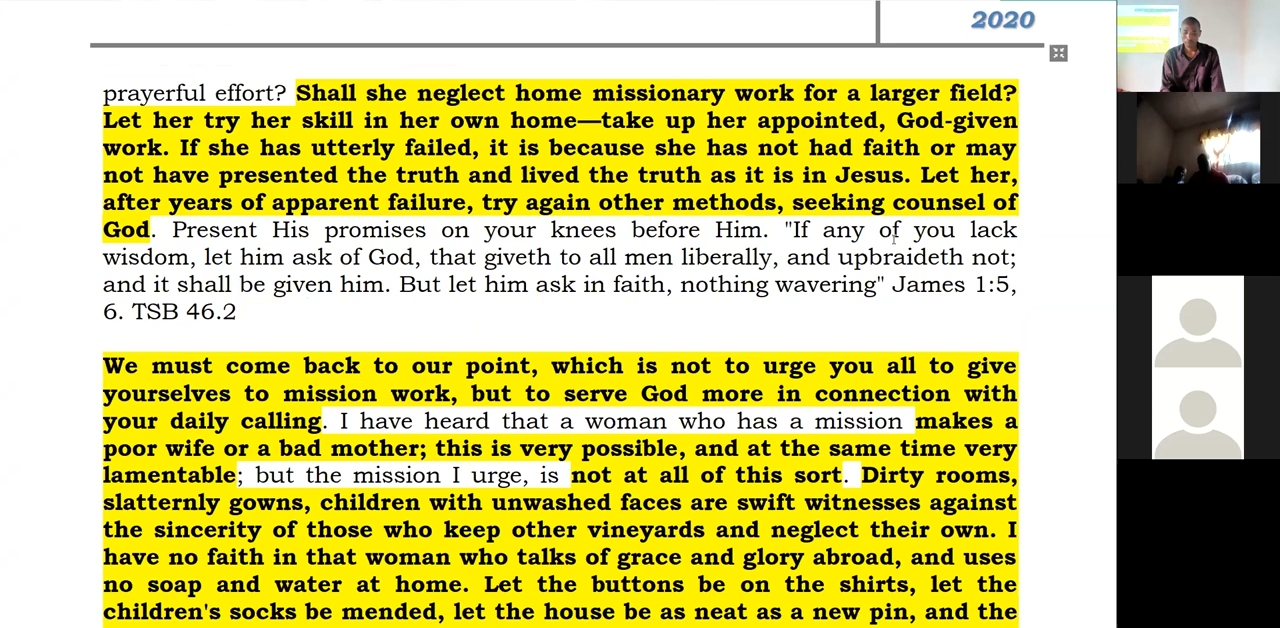 2020
prayerful effort? Shall she neglect home missionary work for a larger field?
Let her try her skill in her own home—take up her appointed, God-given
work. If she has utterly failed, it is because she has not had faith or may
not have presented the truth and lived the truth as it is in Jesus. Let her,
after years of apparent failure, try again other methods, seeking counsel of
God. Present His promises on your knees before Him. "If any of you lack
wisdom, let him ask of God, that giveth to all men liberally, and upbraideth not;
and it shall be given him. But let him ask in faith, nothing wavering" James 1:5,
6. TSB 46.2
We must come back to our point, which is not to urge you all to give
yourselves to mission work, but to serve God more in connection with
your daily calling. I have heard that a woman who has a mission makes a
poor wife or a bad mother; this is very possible, and at the same time very
lamentable; but the mission I urge, is not at all of this sort. Dirty rooms,
slatternly gowns, children with unwashed faces are swift witnesses against
the sincerity of those who keep other vineyards and neglect their own. I
have no faith in that woman who talks of grace and glory abroad, and uses
no soap and water at home. Let the buttons be on the shirts, let the
children's socks be mended, let the house be as neat as a new pin, and the